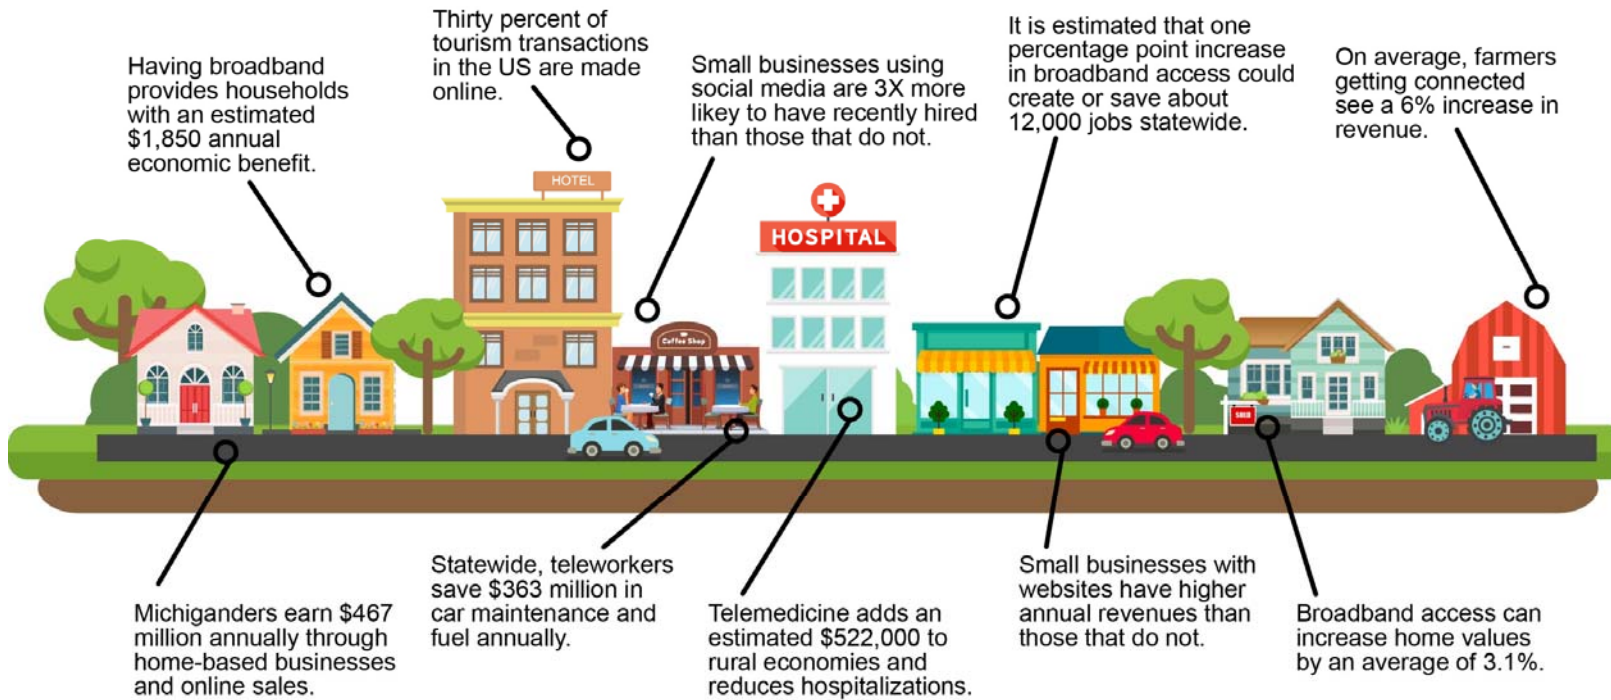 Having broadband
provides households
with an estimated
$1,850 annual
economic benefit.
Thirty percent of
tourism transactions
in the US are made
online.
Small businesses using
social media are 3X more
likey to have recently hired
than those that do not.
It is estimated that one
percentage point increase
in broadband access could
create or save about
12,000 jobs statewide.
On average, farmers
getting connected
see a 6% increase in
revenue.
HOTEL
HOSPITAL
Coffee Shop
SOLD
Michiganders earn $467
million annually through
home-based businesses
and online sales.
Statewide, teleworkers
save $363 million in
car maintenance and
fuel annually.
Telemedicine adds an
estimated $522,000 to
rural economies and
reduces hospitalizations.
Small businesses with
websites have higher
annual revenues than
those that do not.
Broadband access can
increase home values
by an average of 3.1%.